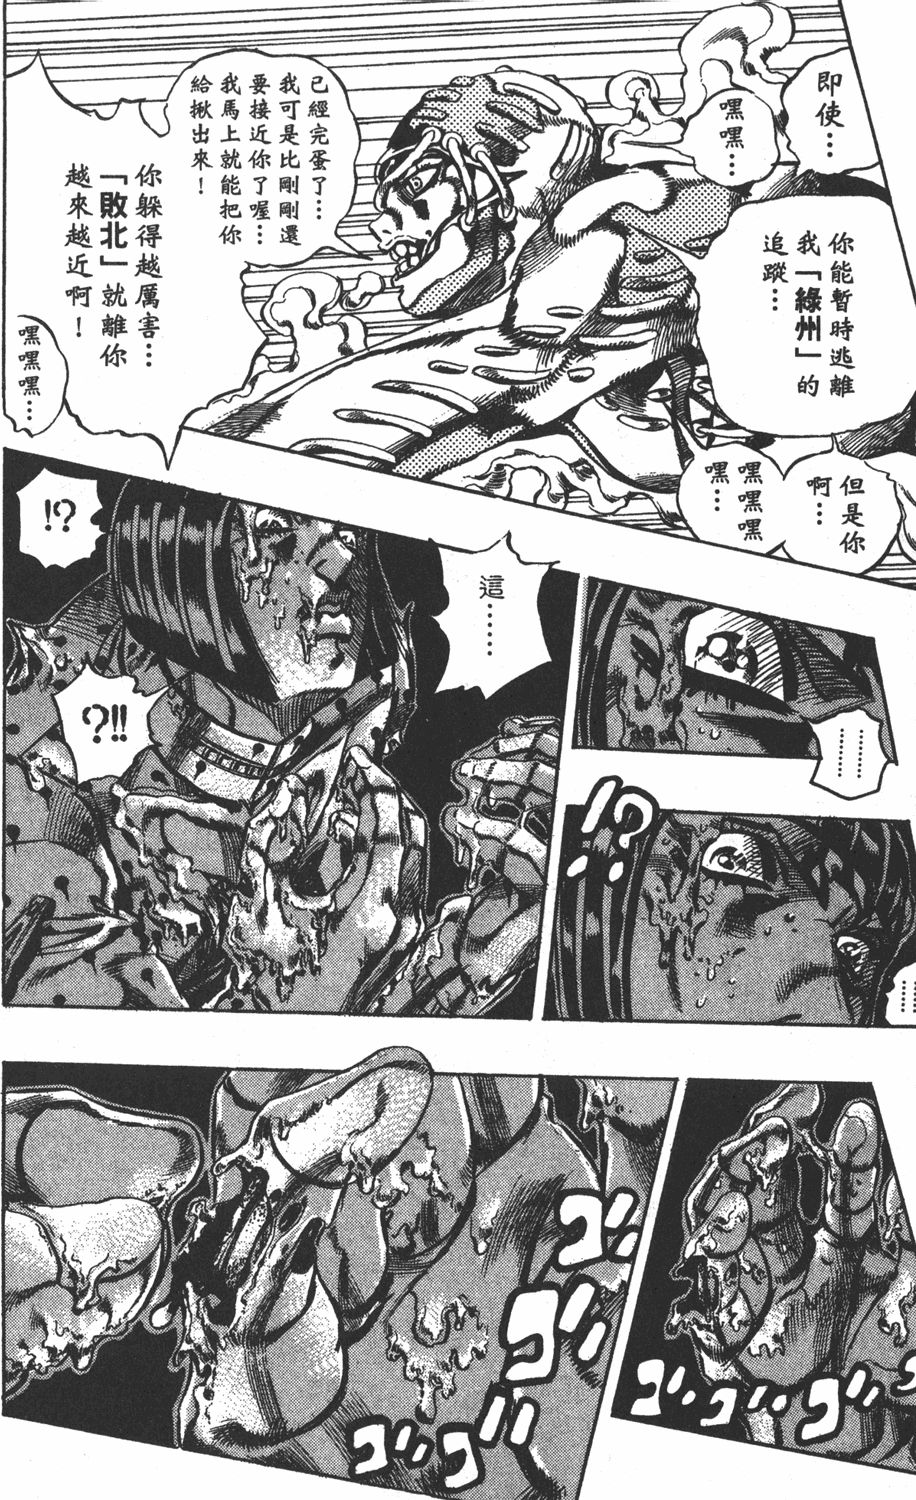 即使…
嘿嘿…
你能暫時逃離
我「綠州」的
追蹤…
但是你
啊…
嘿嘿嘿
嘿…
已經完蛋了…
我可是比剛剛還
要接近你了喔…
我馬上就能把你
給揪出來！
你躲得越厲害…
「敗北」就離你
越來越近啊！
嘿嘿嘿…
………
!?
………
這……
!?
?!!
ゴゴゴゴ
ゴゴゴゴ